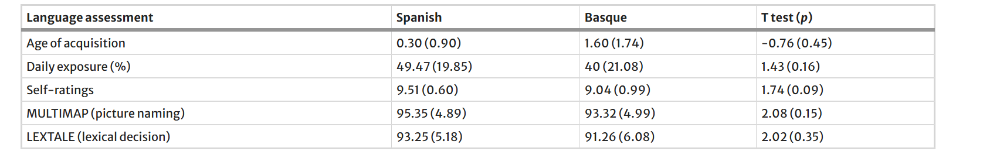 Language assessment Spanish Basque T test (p)
Age of acquisition 0.30 (0.90) 1.60 (1.74) -0.76 (0.45)
Daily exposure (%) 49.47 (19.85) 40 (21.08) 1.43 (0.16)
Self-ratings 9.51 (0.60) 9.04 (0.99) 1.74 (0.09)
MULTIMAP (picture naming) 95.35 (4.89) 93.32 (4.99) 2.08 (0.15)
LEXTALE (lexical decision) 93.25 (5.18) 91.26 (6.08) 2.02 (0.35)